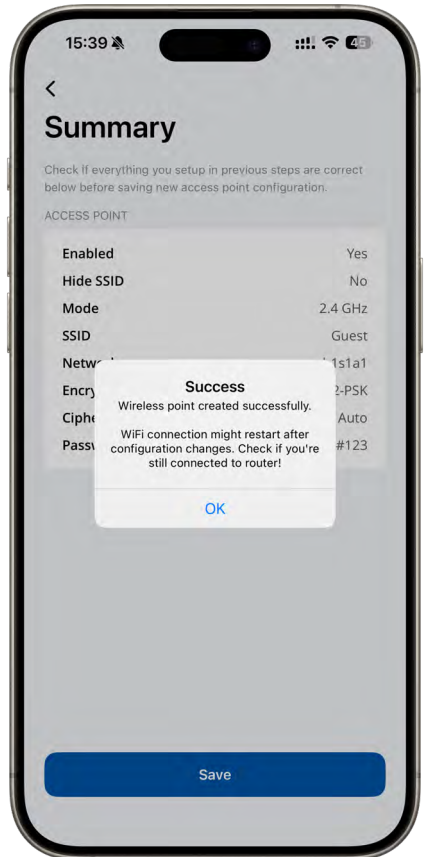 15:39
45
Summary
Check if everything you setup in previous steps are correct
below before saving new access point configuration.
ACCESS POINT
Enabled Yes
Hide SSID No
Mode 2.4 GHz
SSID Guest
Success
Wireless point created successfully.
WiFi connection might restart after
configuration changes. Check if you're
still connected to router!
Auto
#123
OK
Save